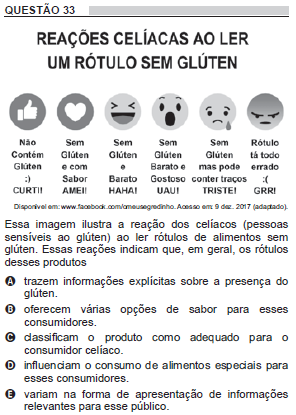 QUESTÃO 33
REAÇÕES CELÍACAS AO LER
UM RÓTULO SEM GLÚTEN
Não Contém Glúten :) CURTI!
Sem Glúten e com Sabor AMEI!
Sem Glúten e Barato HAHA!
Sem Glúten Barato e Gostoso UAU!
Sem Glúten mas pode conter traços TRISTE!
Rótulo tá todo errado :( GRR!
Disponível em: www.facebook.com/cmeusegredinho. Acesso em: 9 dez. 2017 (adaptado).
Essa imagem ilustra a reação dos celíacos (pessoas
sensíveis ao glúten) ao ler rótulos de alimentos sem
glúten. Essas reações indicam que, em geral, os rótulos
desses produtos
A trazem informações explícitas sobre a presença do
glúten.
B oferecem várias opções de sabor para esses
consumidores.
C classificam o produto como adequado para o
consumidor celíaco.
D influenciam o consumo de alimentos especiais para
esses consumidores.
E variam na forma de apresentação de informações
relevantes para esse público.